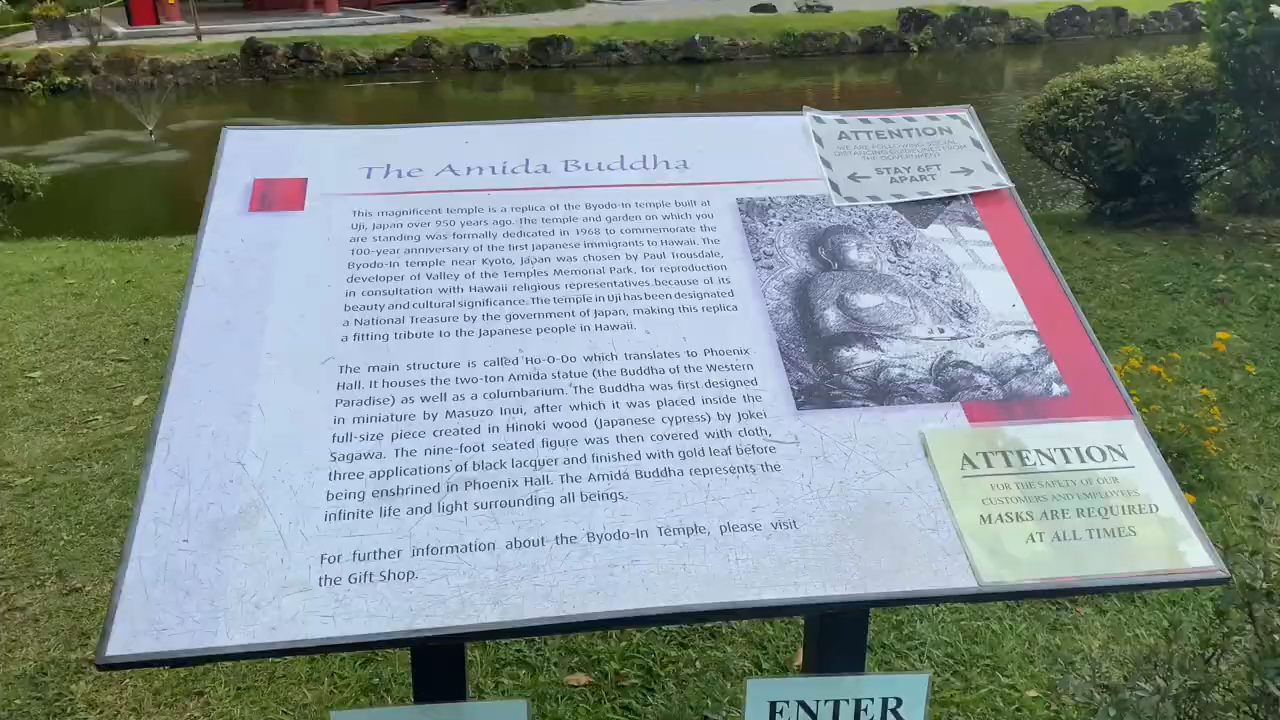 The Amida Buddha
This magnificent temple is a replica of the Byodo-In temple built at
Uji, Japan over 950 years ago. The temple and garden on which you
are standing was formally dedicated in 1968 to commemorate the
100-year anniversary of the first Japanese immigrants to Hawaii. The
Byodo-In temple near Kyoto, Japan was chosen by Paul Trousdale,
developer of Valley of the Temples Memorial Park, for reproduction
in consultation with Hawaii religious representatives because of its
beauty and cultural significance. The temple in Uji has been designated
a National Treasure by the government of Japan, making this replica
a fitting tribute to the Japanese people in Hawaii.
The main structure is called Ho-O-Do which translates to Phoenix
Hall. It houses the two-ton Amida statue (the Buddha of the Western
Paradise) as well as a columbarium. The Buddha was first designed
in miniature by Masuzo Inui, after which it was placed inside the
full-size piece created in Hinoki wood (Japanese cypress) by Jokei
Sagawa. The nine-foot seated figure was then covered with cloth,
three applications of black lacquer and finished with gold leaf before
being enshrined in Phoenix Hall. The Amida Buddha represents the
infinite life and light surrounding all beings.
For further information about the Byodo-In Temple, please visit
the Gift Shop.
ATTENTION
WE ARE FOLLOWING SOCIAL
DISTANCING GUIDELINES FROM
THE GOVERNMENT
STAY 6FT
APART
ATTENTION
FOR THE SAFETY OF OUR
CUSTOMERS AND EMPLOYEES
MASKS ARE REQUIRED
AT ALL TIMES
ENTER